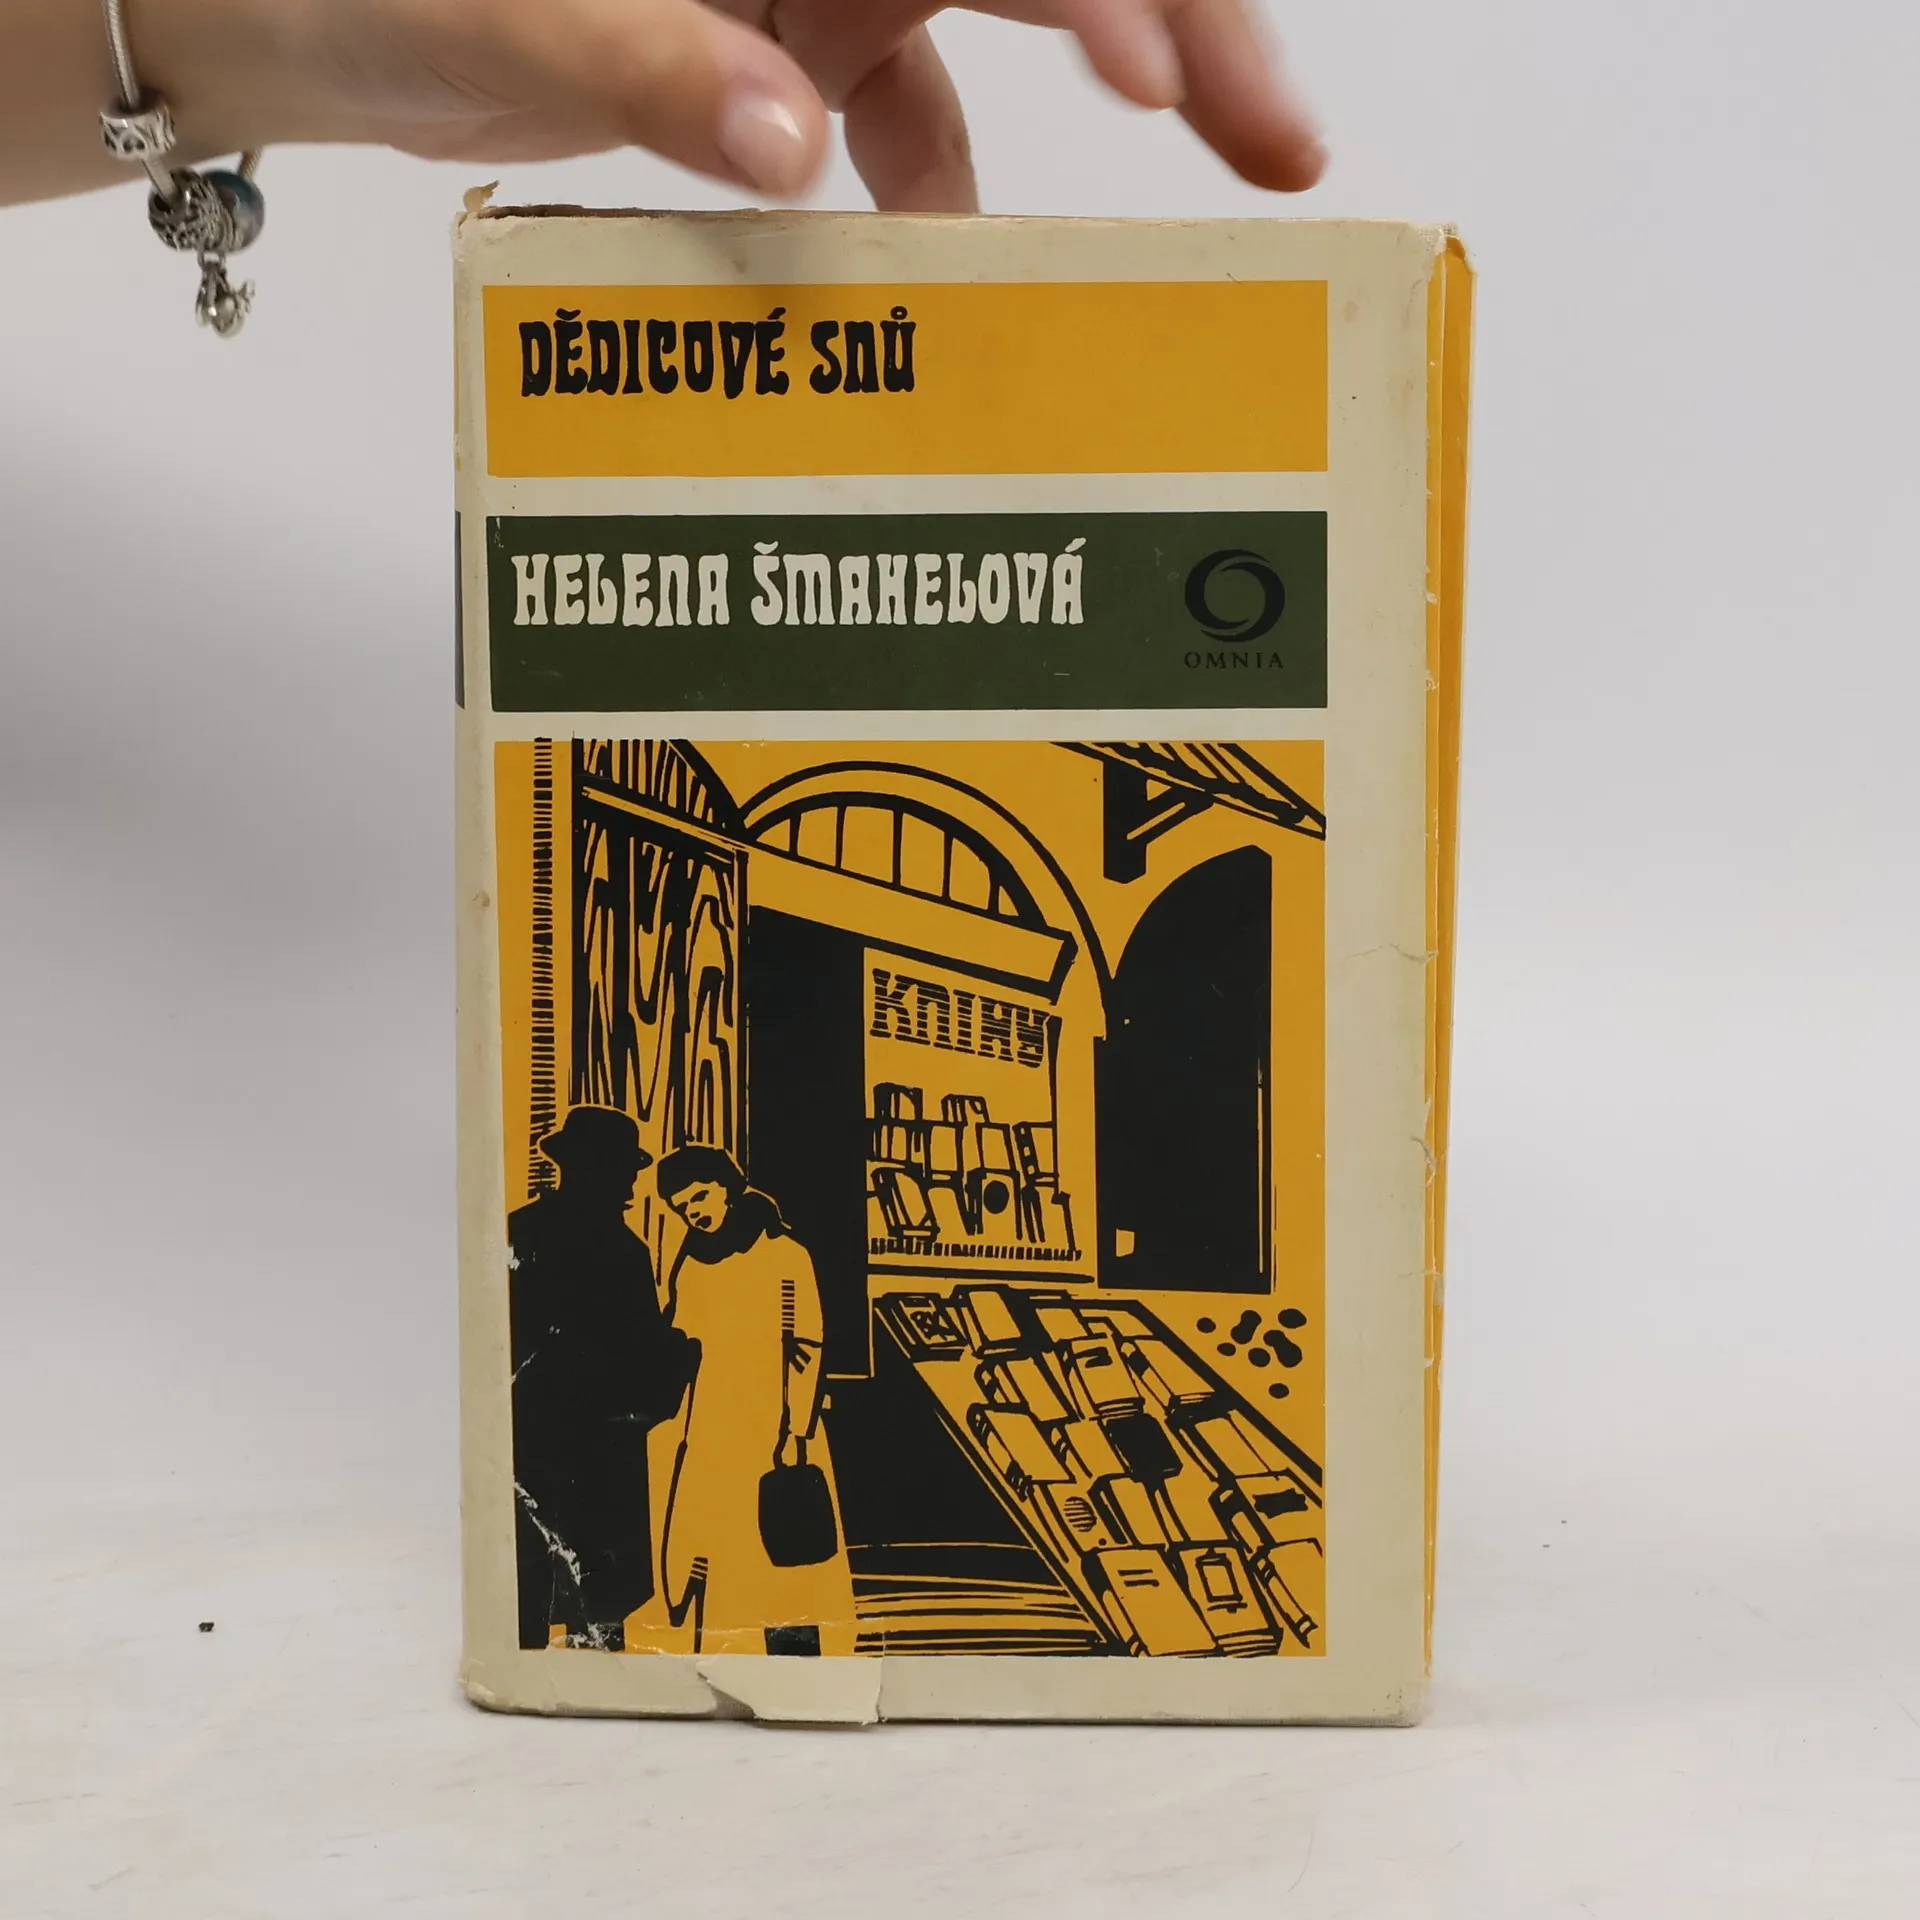 DĚDICOVÉ SNŮ
HELENA ŠMAHELOVÁ
OMNIA
KNIHY